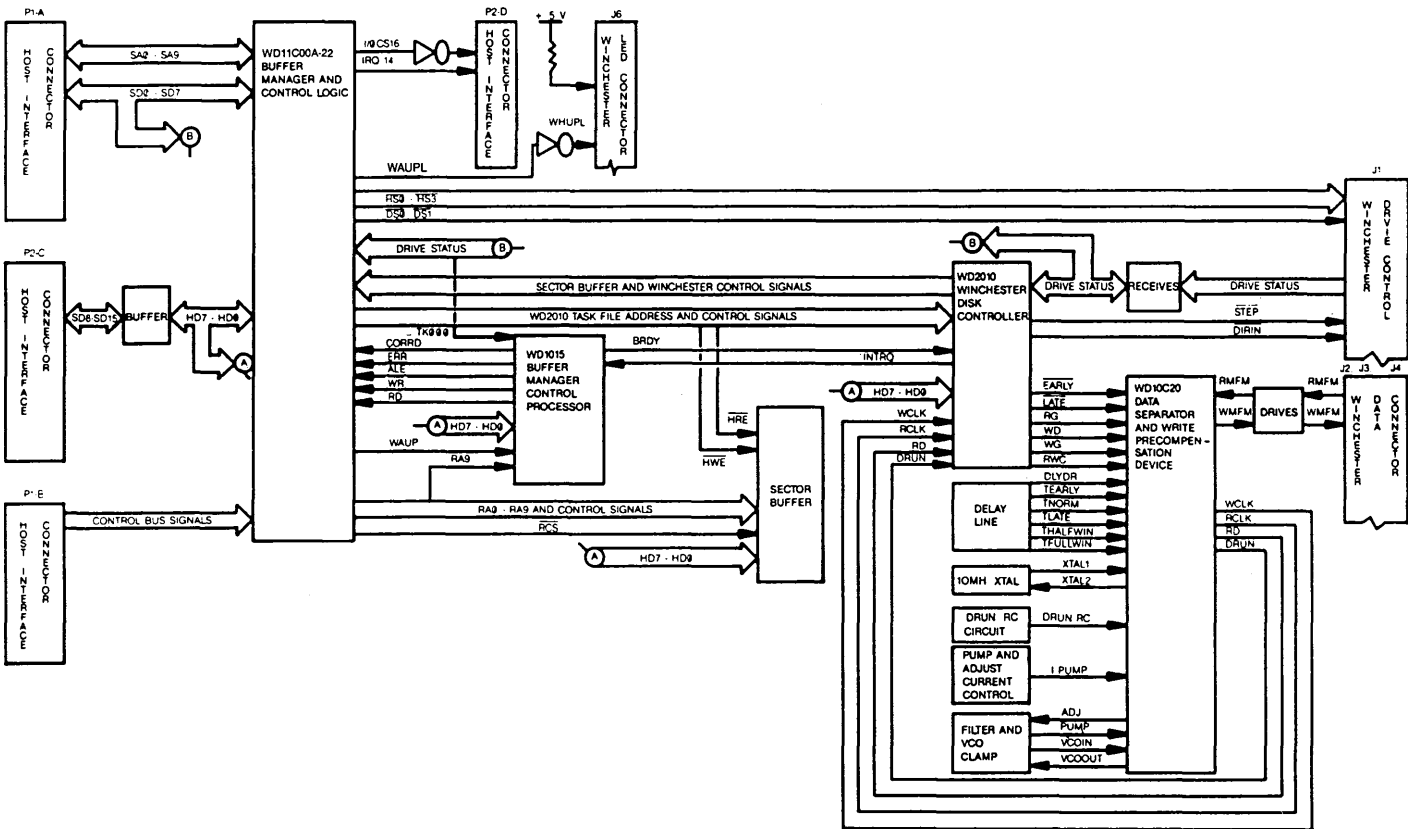 P1-A
HOST INTERFACE
CONNECTOR
SA0 - SA9
SD0 - SD7
B
WD11C00A-22
BUFFER
MANAGER AND
CONTROL LOGIC
I/0 CS16
IRQ 14
P2-D
HOST INTERFACE
CONNECTOR
+ 5 V
J6
WINCHESTER
LED CONNECTOR
WHUPL
WAUPL
HS0 - HS3
DS0 DS1
J1
WINCHESTER
DRVIE CONTROL
DRIVE STATUS
B
B
P2-C
HOST INTERFACE
CONNECTOR
SD8-SD15
BUFFER
HD7 - HD0
A
SECTOR BUFFER AND WINCHESTER CONTROL SIGNALS
WD2010 TASK FILE ADDRESS AND CONTROL SIGNALS
WD2010
WINCHESTER
DISK
CONTROLLER
DRIVE STATUS
RECEIVES
DRIVE STATUS
STEP
DIRIN
TK000
CORRD
ERR
ALE
WR
RD
WD1015
BUFFER
MANAGER
CONTROL
PROCESSOR
BRDY
INTRQ
A
HD7 - HD0
A
HD7 - HD0
WAUP
RA9
HRE
HWE
SECTOR
BUFFER
RA0 - RA9 AND CONTROL SIGNALS
RCS
A
HD7 - HD0
P1-E
HOST INTERFACE
CONNECTOR
CONTROL BUS SIGNALS
WCLK
RCLK
RD
DRUN
EARLY
LATE
RG
WD
WG
RWC
WD10C20
DATA
SEPARATOR
AND WRITE
PRECOMPEN -
SATION
DEVICE
RMFM
WMFM
DRIVES
RMFM
WMFM
J2, J3 J4
WINCHESTER
DATA
CONNECTOR
DELAY
LINE
DLYDR
TEARLY
TNORM
TLATE
THALFWIN
TFULLWIN
WCLK
RCLK
RD
DRUN
10MH XTAL
XTAL1
XTAL2
DRUN RC
CIRCUIT
DRUN RC
PUMP AND
ADJUST
CURRENT
CONTROL
I PUMP
FILTER AND
VCO
CLAMP
ADJ
PUMP
VCOIN
VCOOUT